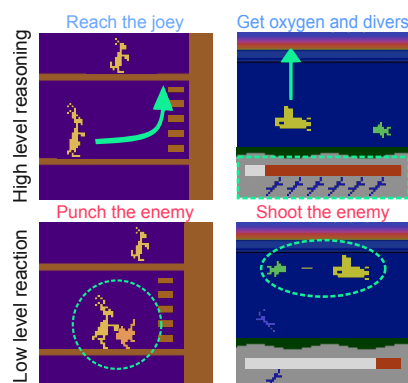 Reach the joey
Get oxygen and divers
High level reasoning
Punch the enemy
Shoot the enemy
Low level reaction